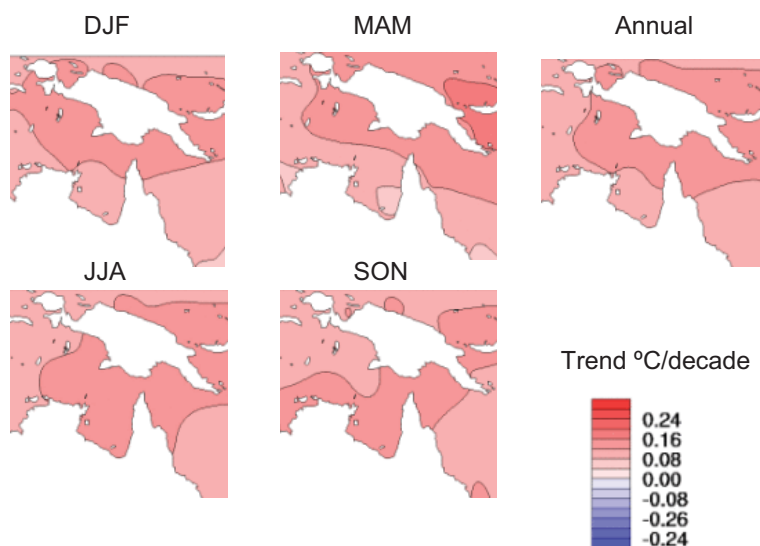 DJF
MAM
Annual
JJA
SON
Trend ºC/decade
0.24
0.16
0.08
0.00
-0.08
-0.26
-0.24